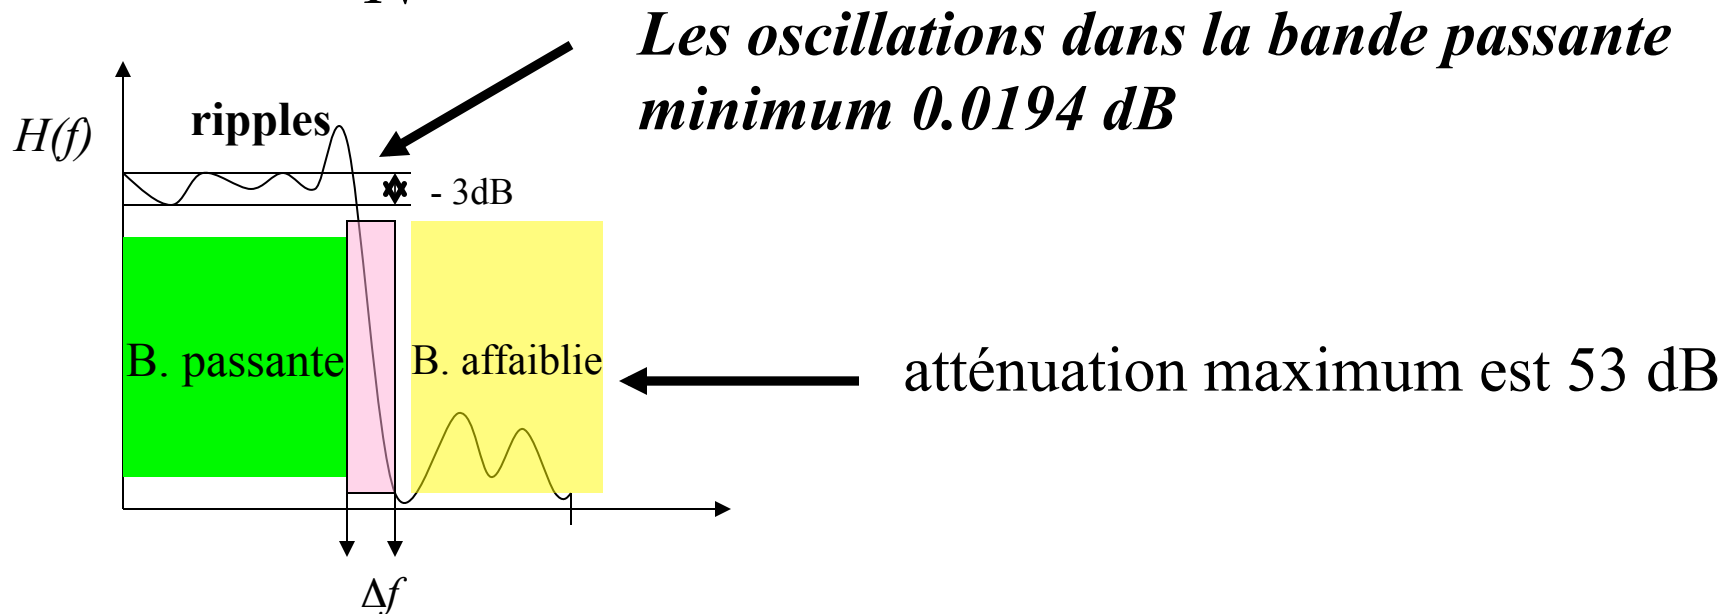 Les oscillations dans la bande passante
minimum 0.0194 dB
H(f)
ripples
- 3dB
B. passante
B. affaiblie
atténuation maximum est 53 dB
Δf